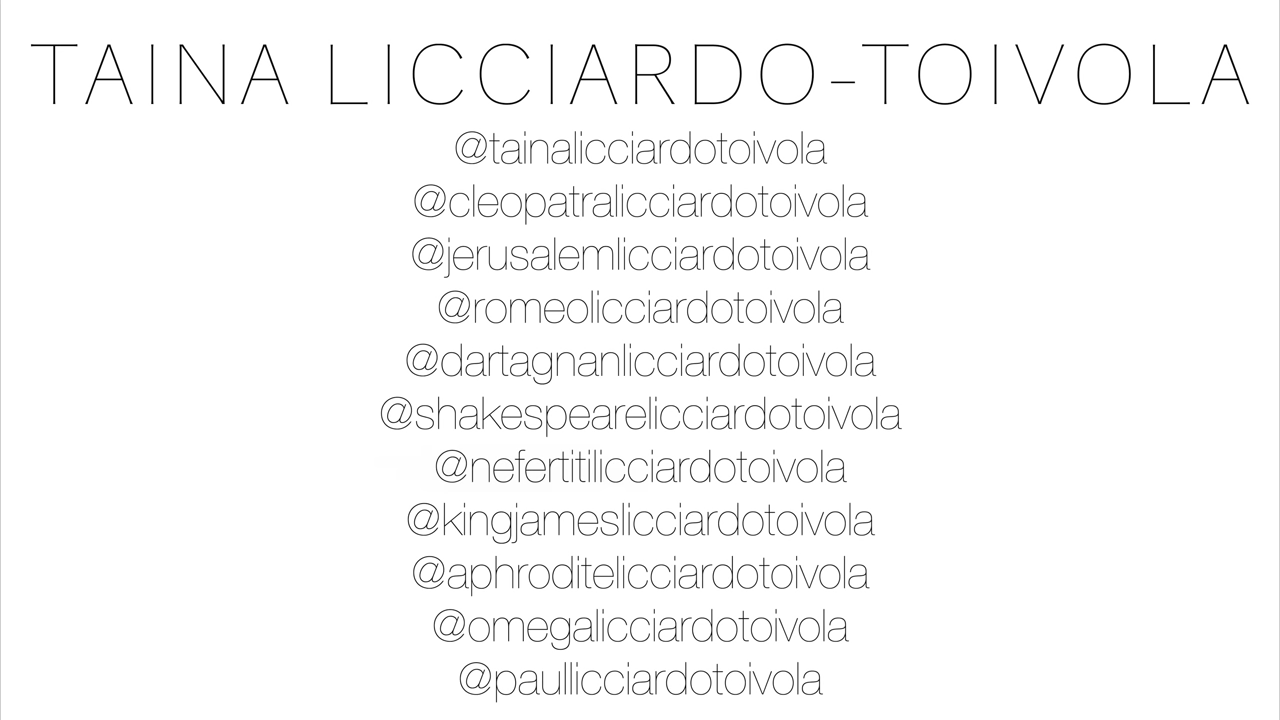 TAINA LICCIARDO-TOIVOLA
@tainalicciardotoivola
@cleopatralicciardotoivola
@jerusalemlicciardotoivola
@romeolicciardotoivola
@dartagnanlicciardotoivola
@shakespearelicciardotoivola
@nefertitilicciardotoivola
@kingjameslicciardotoivola
@aphroditelicciardotoivola
@omegalicciardotoivola
@paullicciardotoivola